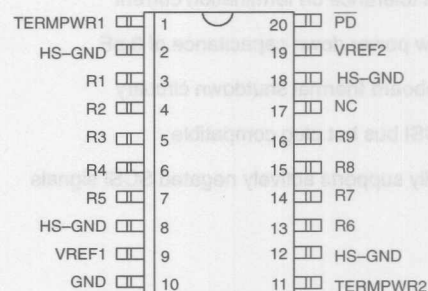 TERMPWR1 1 20 PD
HS–GND 2 19 VREF2
R1 3 18 HS–GND
R2 4 17 NC
R3 5 16 R9
R4 6 15 R8
R5 7 14 R7
HS–GND 8 13 R6
VREF1 9 12 HS–GND
GND 10 11 TERMPWR2